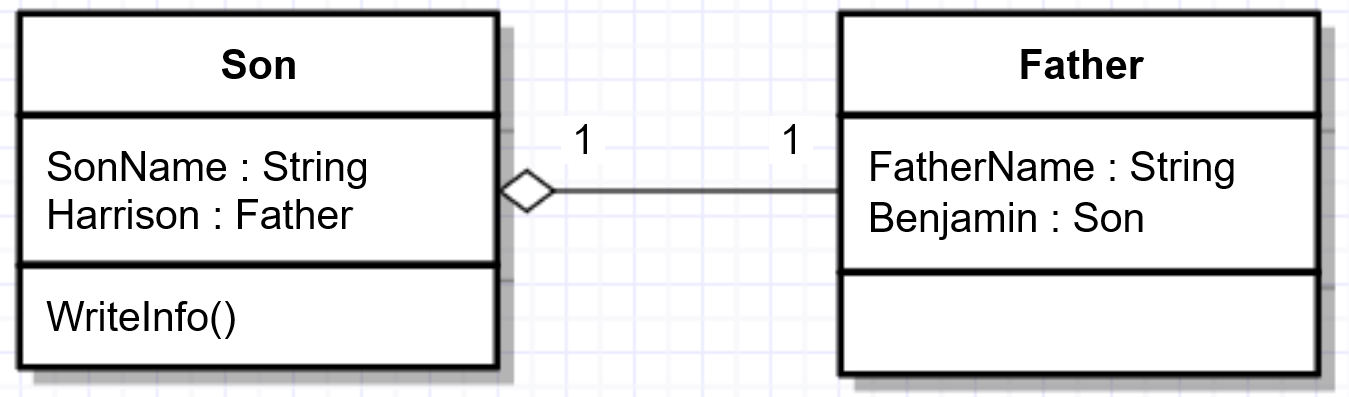 Son
SonName : String
Harrison : Father
WriteInfo()
1
1
Father
FatherName : String
Benjamin : Son